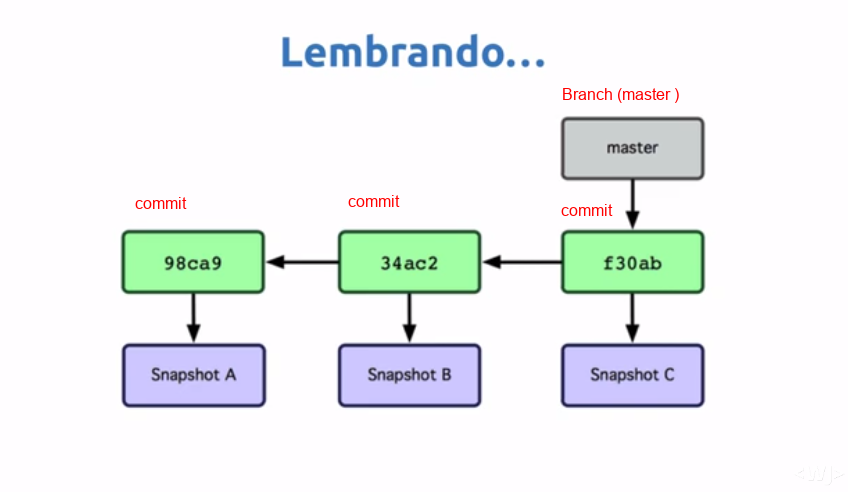 Lembrando...
Branch (master )
master
commit
commit
commit
98ca9
34ac2
f30ab
Snapshot A
Snapshot B
Snapshot C